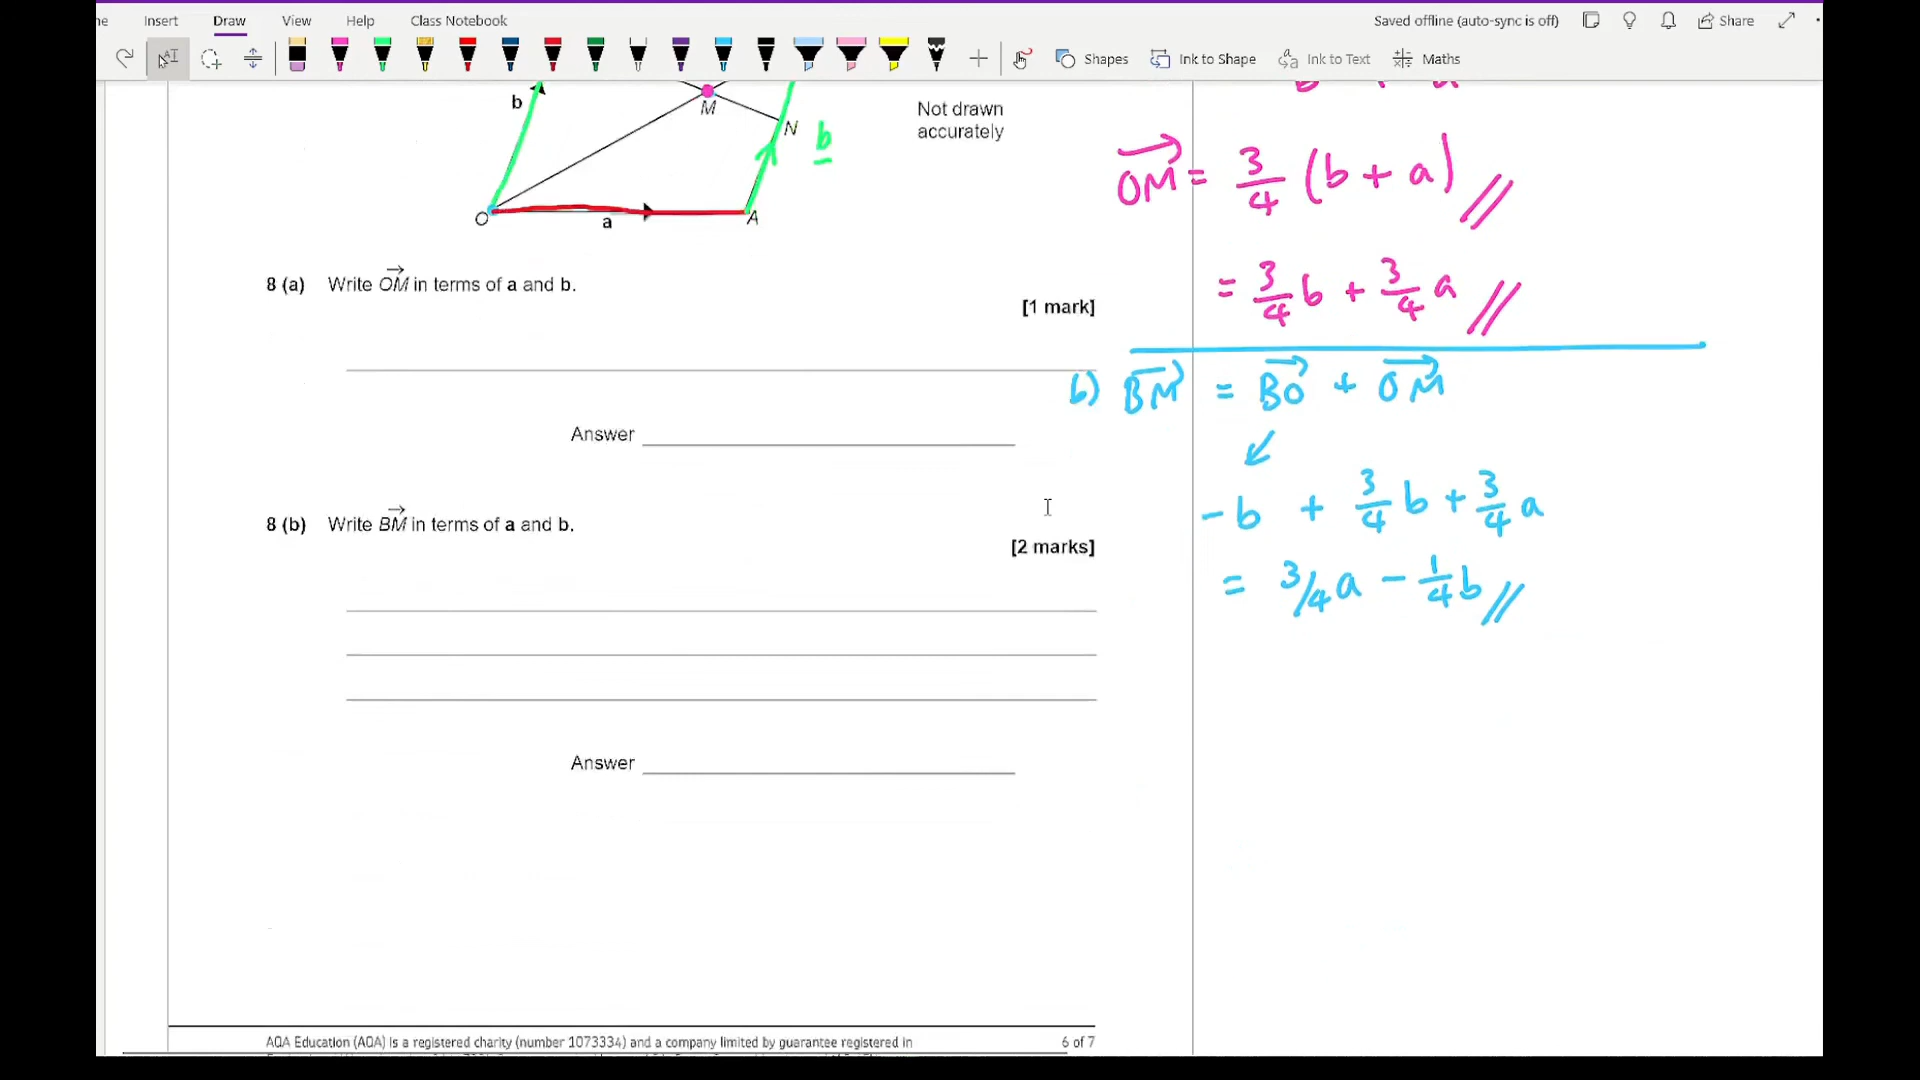 Insert Draw View Help Class Notebook Saved offline (auto-sync is off) Share
Shapes Ink to Shape Ink to Text Maths
b
M
N
b
O
a
A
Not drawn
accurately
OM = 3/4 (b + a) //
= 3/4 b + 3/4 a //
8 (a) Write OM in terms of a and b.
[1 mark]
Answer
b) BM = BO + OM
- b + 3/4 b + 3/4 a
= 3/4 a - 1/4 b //
8 (b) Write BM in terms of a and b.
[2 marks]
Answer
AQA Education (AQA) is a registered charity (number 1073334) and a company limited by guarantee registered in 6 of 7